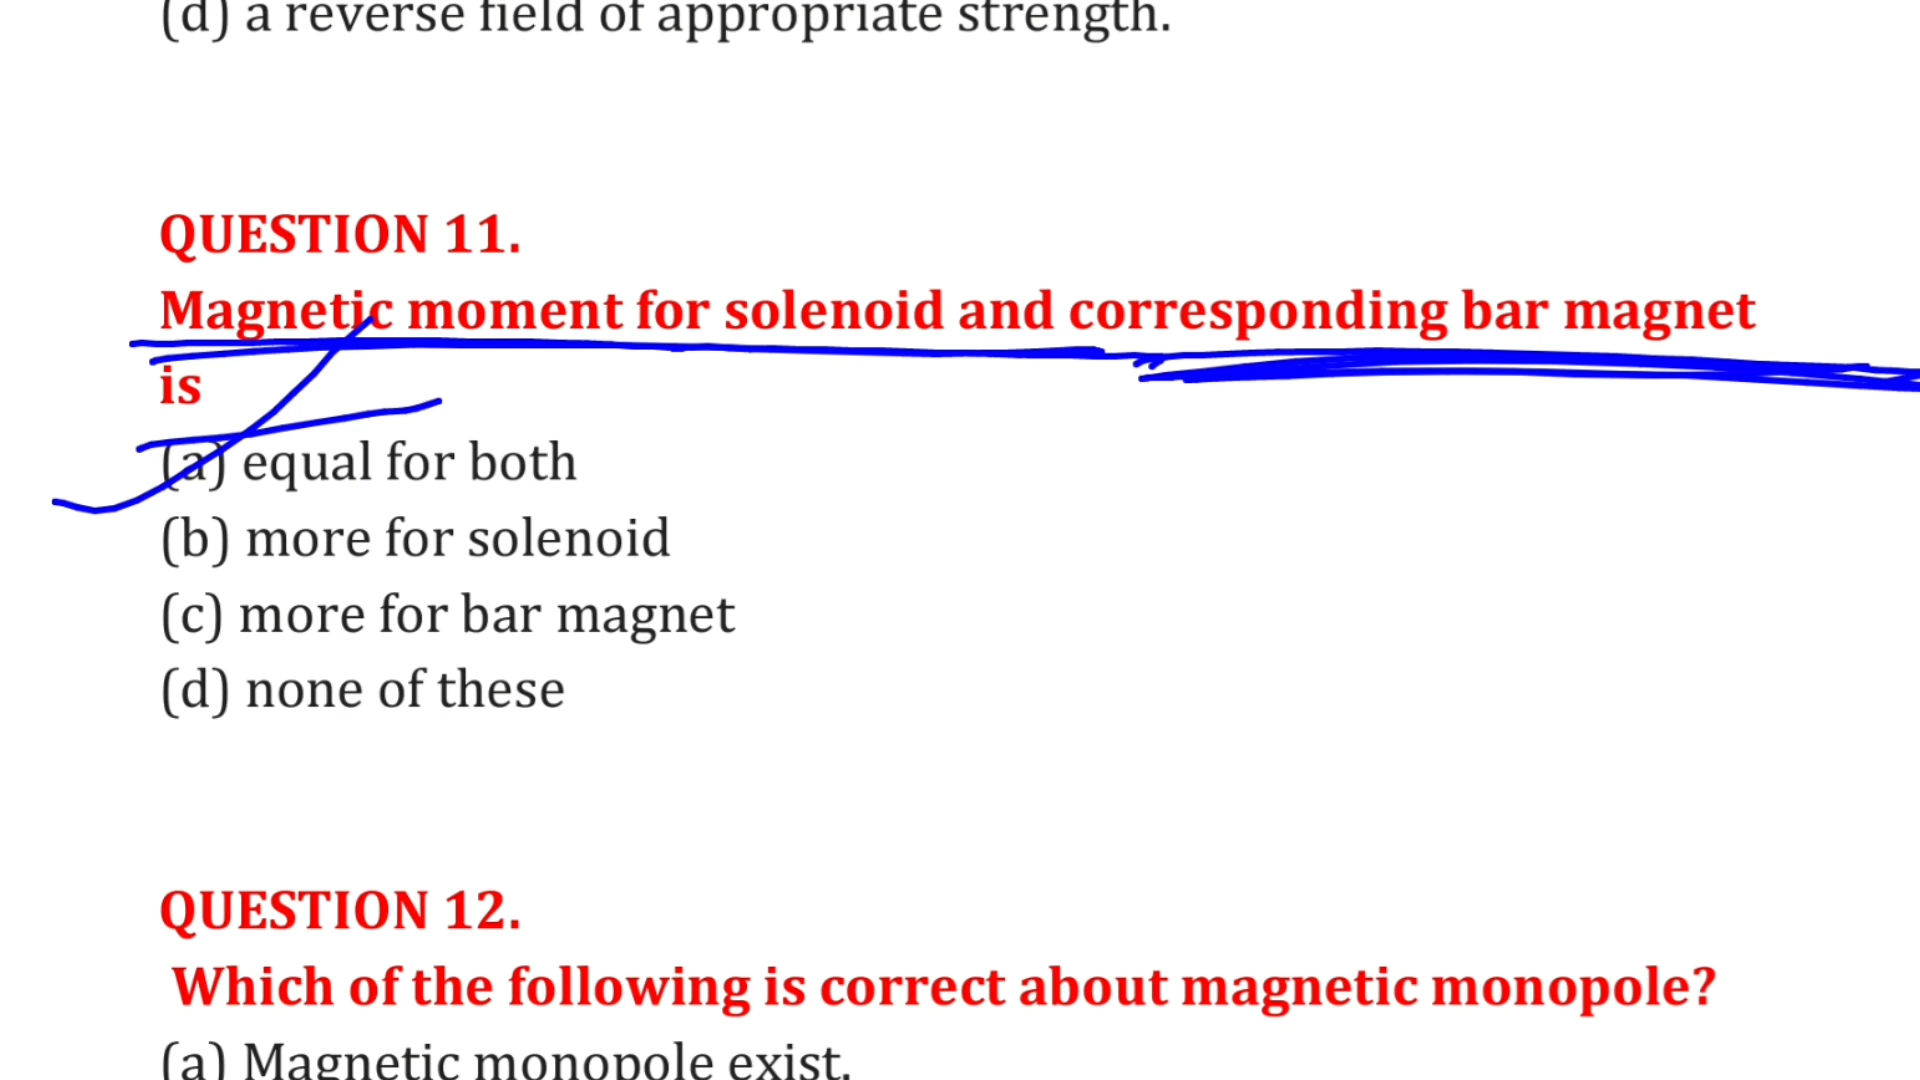 (d) a reverse field of appropriate strength.
QUESTION 11.
Magnetic moment for solenoid and corresponding bar magnet
is
(a) equal for both
(b) more for solenoid
(c) more for bar magnet
(d) none of these
QUESTION 12.
Which of the following is correct about magnetic monopole?
(a) Magnetic monopole exist.